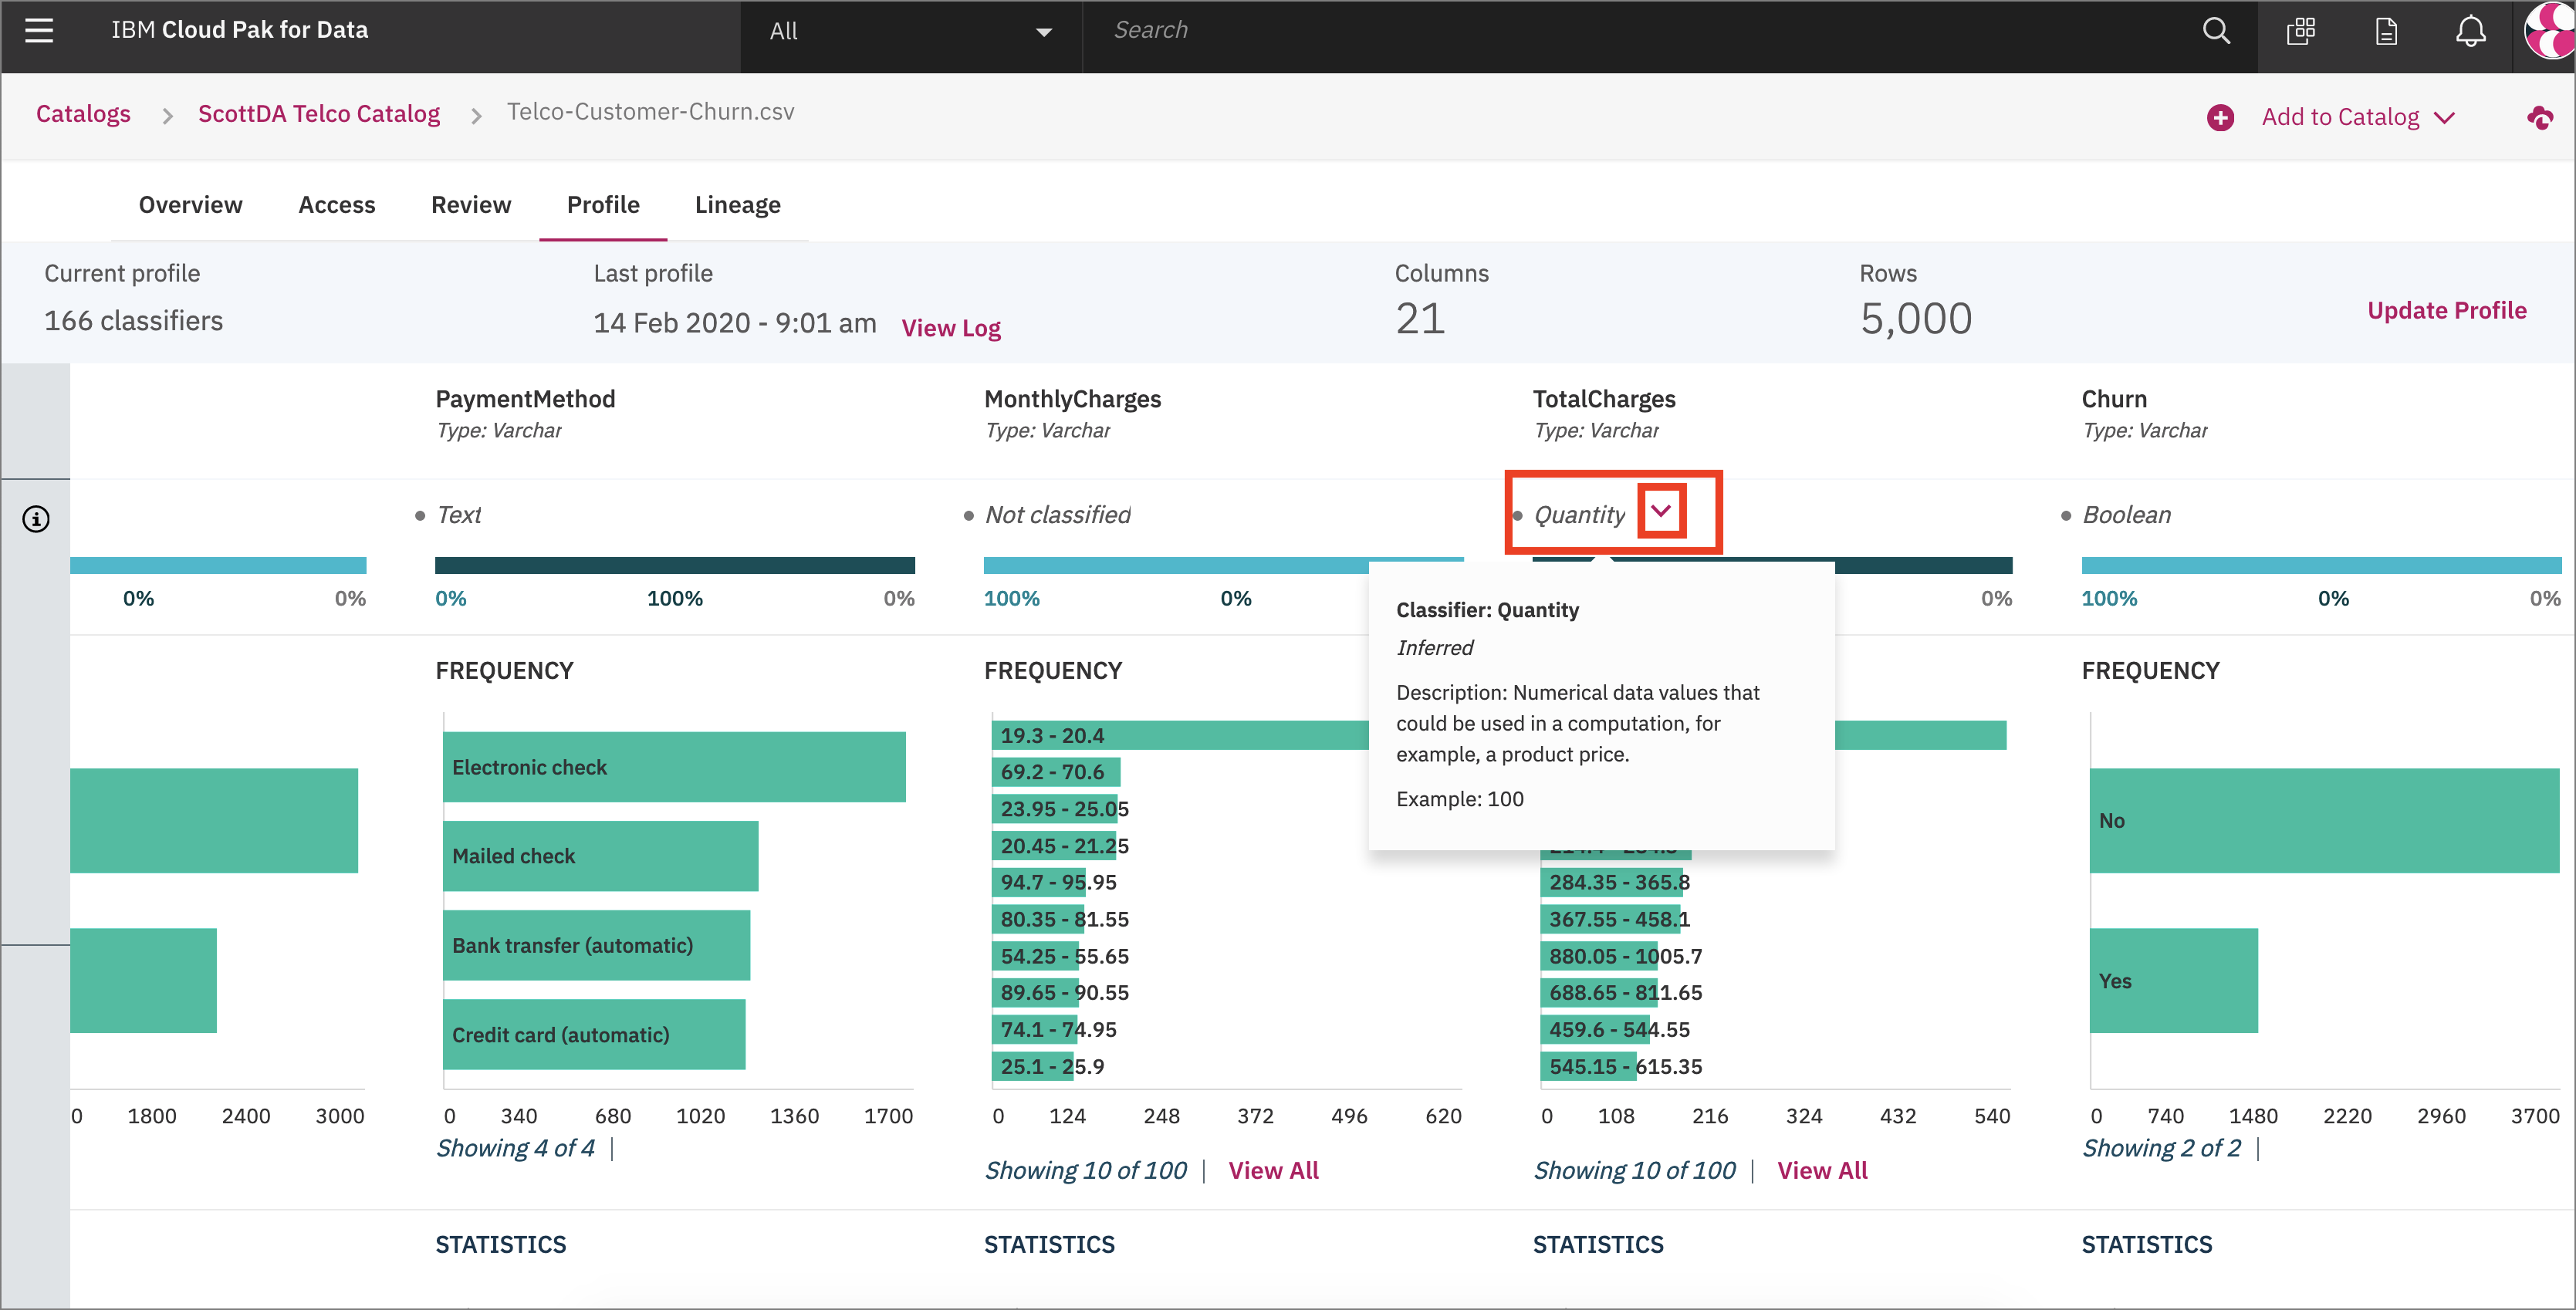 IBM Cloud Pak for Data
All
Search
Catalogs
ScottDA Telco Catalog
Telco-Customer-Churn.csv
Add to Catalog
Overview
Access
Review
Profile
Lineage
Current profile
166 classifiers
Last profile
14 Feb 2020 - 9:01 am
View Log
Columns
21
Rows
5,000
Update Profile
0%
0%
0 1800 2400 3000
PaymentMethod
Type: Varchar
Text
0% 100% 0%
FREQUENCY
Electronic check
Mailed check
Bank transfer (automatic)
Credit card (automatic)
0 340 680 1020 1360 1700
Showing 4 of 4 |
STATISTICS
MonthlyCharges
Type: Varchar
Not classified
100% 0%
FREQUENCY
19.3 - 20.4
69.2 - 70.6
23.95 - 25.05
20.45 - 21.25
94.7 - 95.95
80.35 - 81.55
54.25 - 55.65
89.65 - 90.55
74.1 - 74.95
25.1 - 25.9
0 124 248 372 496 620
Showing 10 of 100 | View All
STATISTICS
TotalCharges
Type: Varchar
Quantity
0%
Classifier: Quantity
Inferred
Description: Numerical data values that
could be used in a computation, for
example, a product price.
Example: 100
284.35 - 365.8
367.55 - 458.1
880.05 - 1005.7
688.65 - 811.65
459.6 - 544.55
545.15 - 615.35
0 108 216 324 432 540
Showing 10 of 100 | View All
STATISTICS
Churn
Type: Varchar
Boolean
100% 0% 0%
FREQUENCY
No
Yes
0 740 1480 2220 2960 3700
Showing 2 of 2 |
STATISTICS